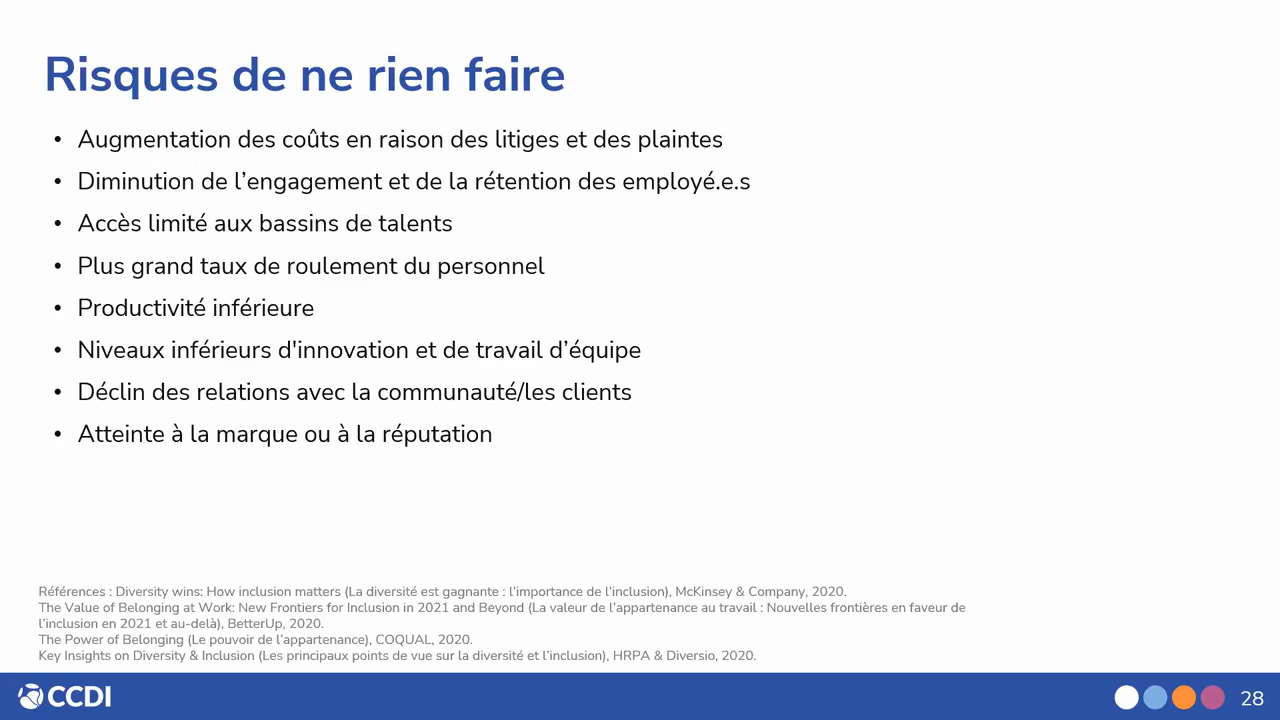 Risques de ne rien faire
• Augmentation des coûts en raison des litiges et des plaintes
• Diminution de l’engagement et de la rétention des employé.e.s
• Accès limité aux bassins de talents
• Plus grand taux de roulement du personnel
• Productivité inférieure
• Niveaux inférieurs d'innovation et de travail d’équipe
• Déclin des relations avec la communauté/les clients
• Atteinte à la marque ou à la réputation
Références : Diversity wins: How inclusion matters (La diversité est gagnante : l’importance de l’inclusion), McKinsey & Company, 2020.
The Value of Belonging at Work: New Frontiers for Inclusion in 2021 and Beyond (La valeur de l’appartenance au travail : Nouvelles frontières en faveur de
l’inclusion en 2021 et au-delà), BetterUp, 2020.
The Power of Belonging (Le pouvoir de l’appartenance), COQUAL, 2020.
Key Insights on Diversity & Inclusion (Les principaux points de vue sur la diversité et l’inclusion), HRPA & Diversio, 2020.
CCDI
28